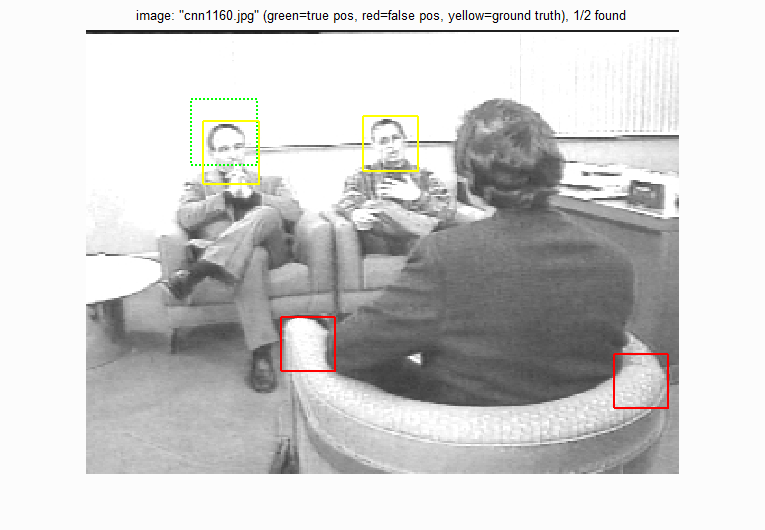 image: "cnn1160.jpg" (green=true pos, red=false pos, yellow=ground truth), 1/2 found